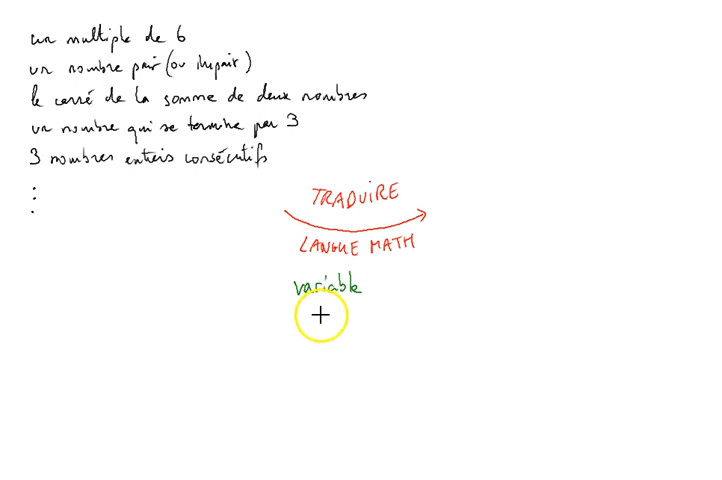 un multiple de 6
un nombre pair (ou impair)
le carré de la somme de deux nombres
un nombre qui se termine par 3
3 nombres entiers consécutifs
⋮
TRADUIRE
LANGUE MATH
variable